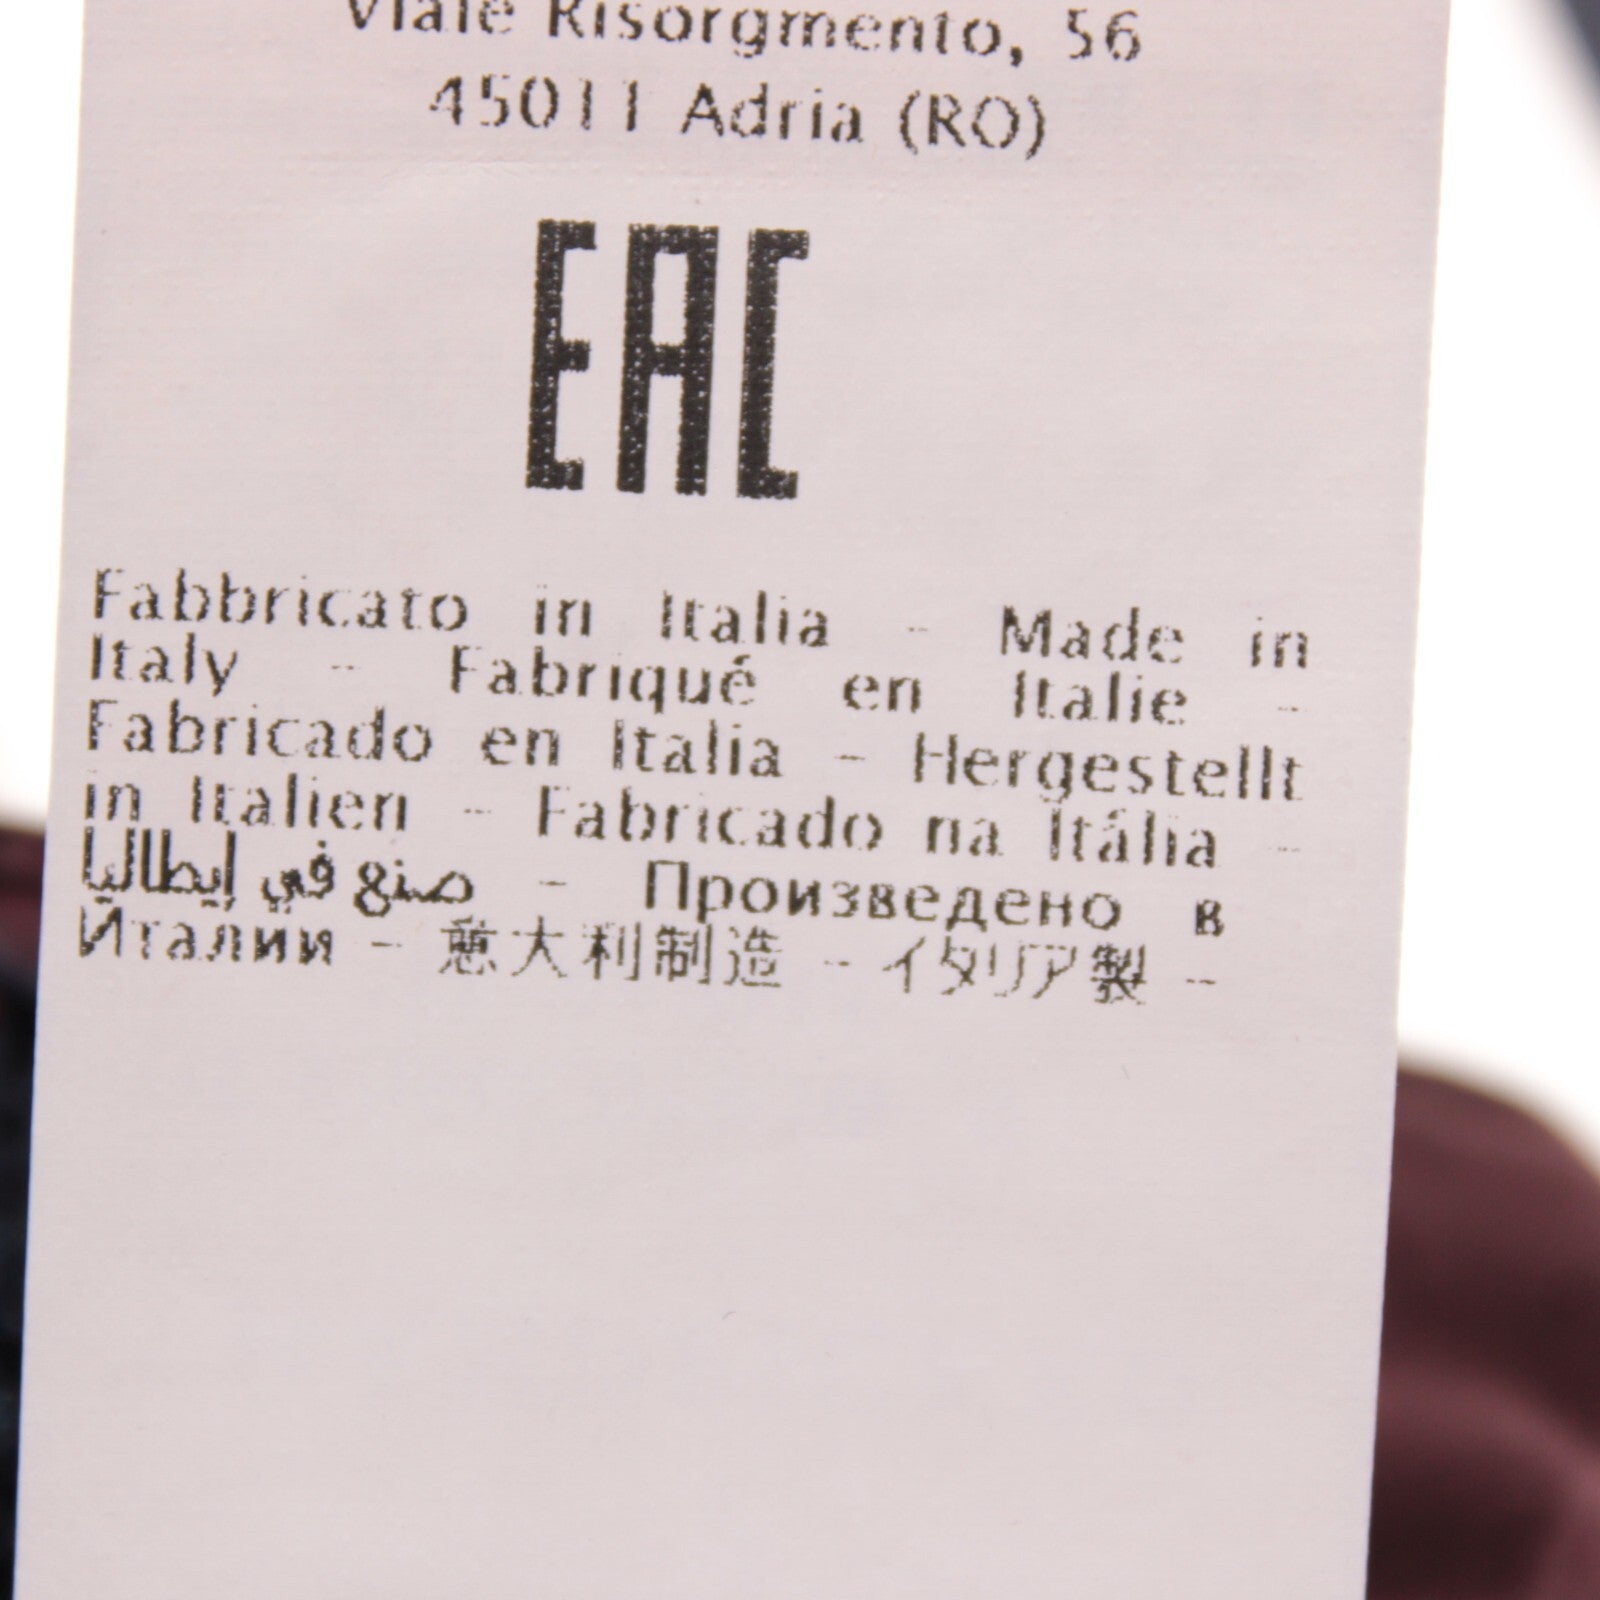 Viale Risorgmento, 56
45011 Adria (RO)
EAC
Fabbricato in Italia - Made in
Italy - Fabriqué en Italie -
Fabricado en Italia - Hergestellt
in Italien - Fabricado na Itália -
صنع في إيطاليا - Произведено в
Йталии - 意大利制造 - イタリア製 -